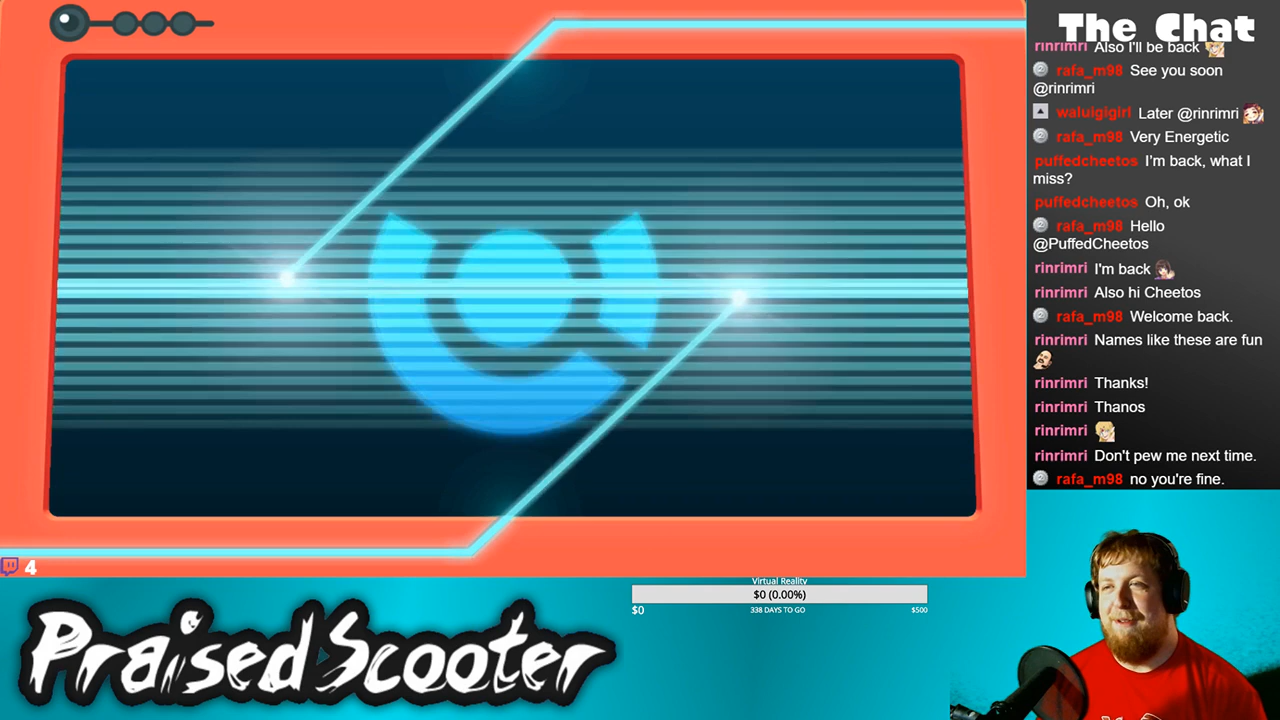 The Chat
rinrimri Also I'll be back
rafa_m98 See you soon
@rinrimri
waluigigirl Later @rinrimri
rafa_m98 Very Energetic
puffedcheetos I'm back, what I
miss?
puffedcheetos Oh, ok
rafa_m98 Hello
@PuffedCheetos
rinrimri I'm back
rinrimri Also hi Cheetos
rafa_m98 Welcome back.
rinrimri Names like these are fun
rinrimri Thanks!
rinrimri Thanos
rinrimri
rinrimri Don't pew me next time.
rafa_m98 no you're fine.
4
Virtual Reality
$0 (0.00%)
$0 338 DAYS TO GO $500
PraisedScooter